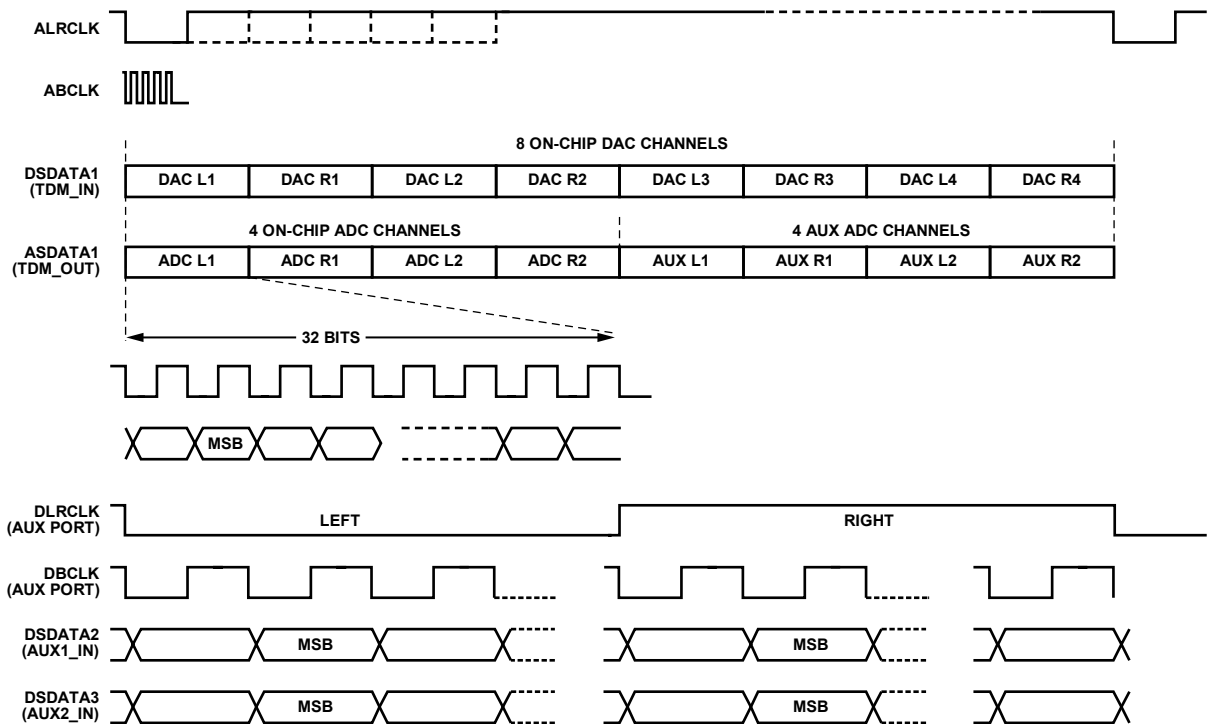 ALRCLK
ABCLK
8 ON-CHIP DAC CHANNELS
DSDATA1
(TDM_IN)
DAC L1 DAC R1 DAC L2 DAC R2 DAC L3 DAC R3 DAC L4 DAC R4
4 ON-CHIP ADC CHANNELS 4 AUX ADC CHANNELS
ASDATA1
(TDM_OUT)
ADC L1 ADC R1 ADC L2 ADC R2 AUX L1 AUX R1 AUX L2 AUX R2
32 BITS
MSB
DLRCLK
(AUX PORT)
LEFT RIGHT
DBCLK
(AUX PORT)
DSDATA2
(AUX1_IN)
MSB MSB
DSDATA3
(AUX2_IN)
MSB MSB